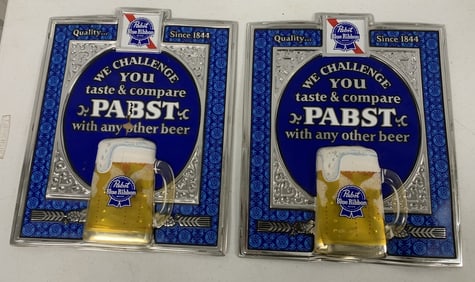 Pabst
Blue Ribbon
Quality...
Since 1844
WE CHALLENGE
YOU
taste & compare
PABST
with any other beer
Pabst
Blue Ribbon
Pabst
Blue Ribbon
Quality...
Since 1844
WE CHALLENGE
YOU
taste & compare
PABST
with any other beer
Pabst
Blue Ribbon